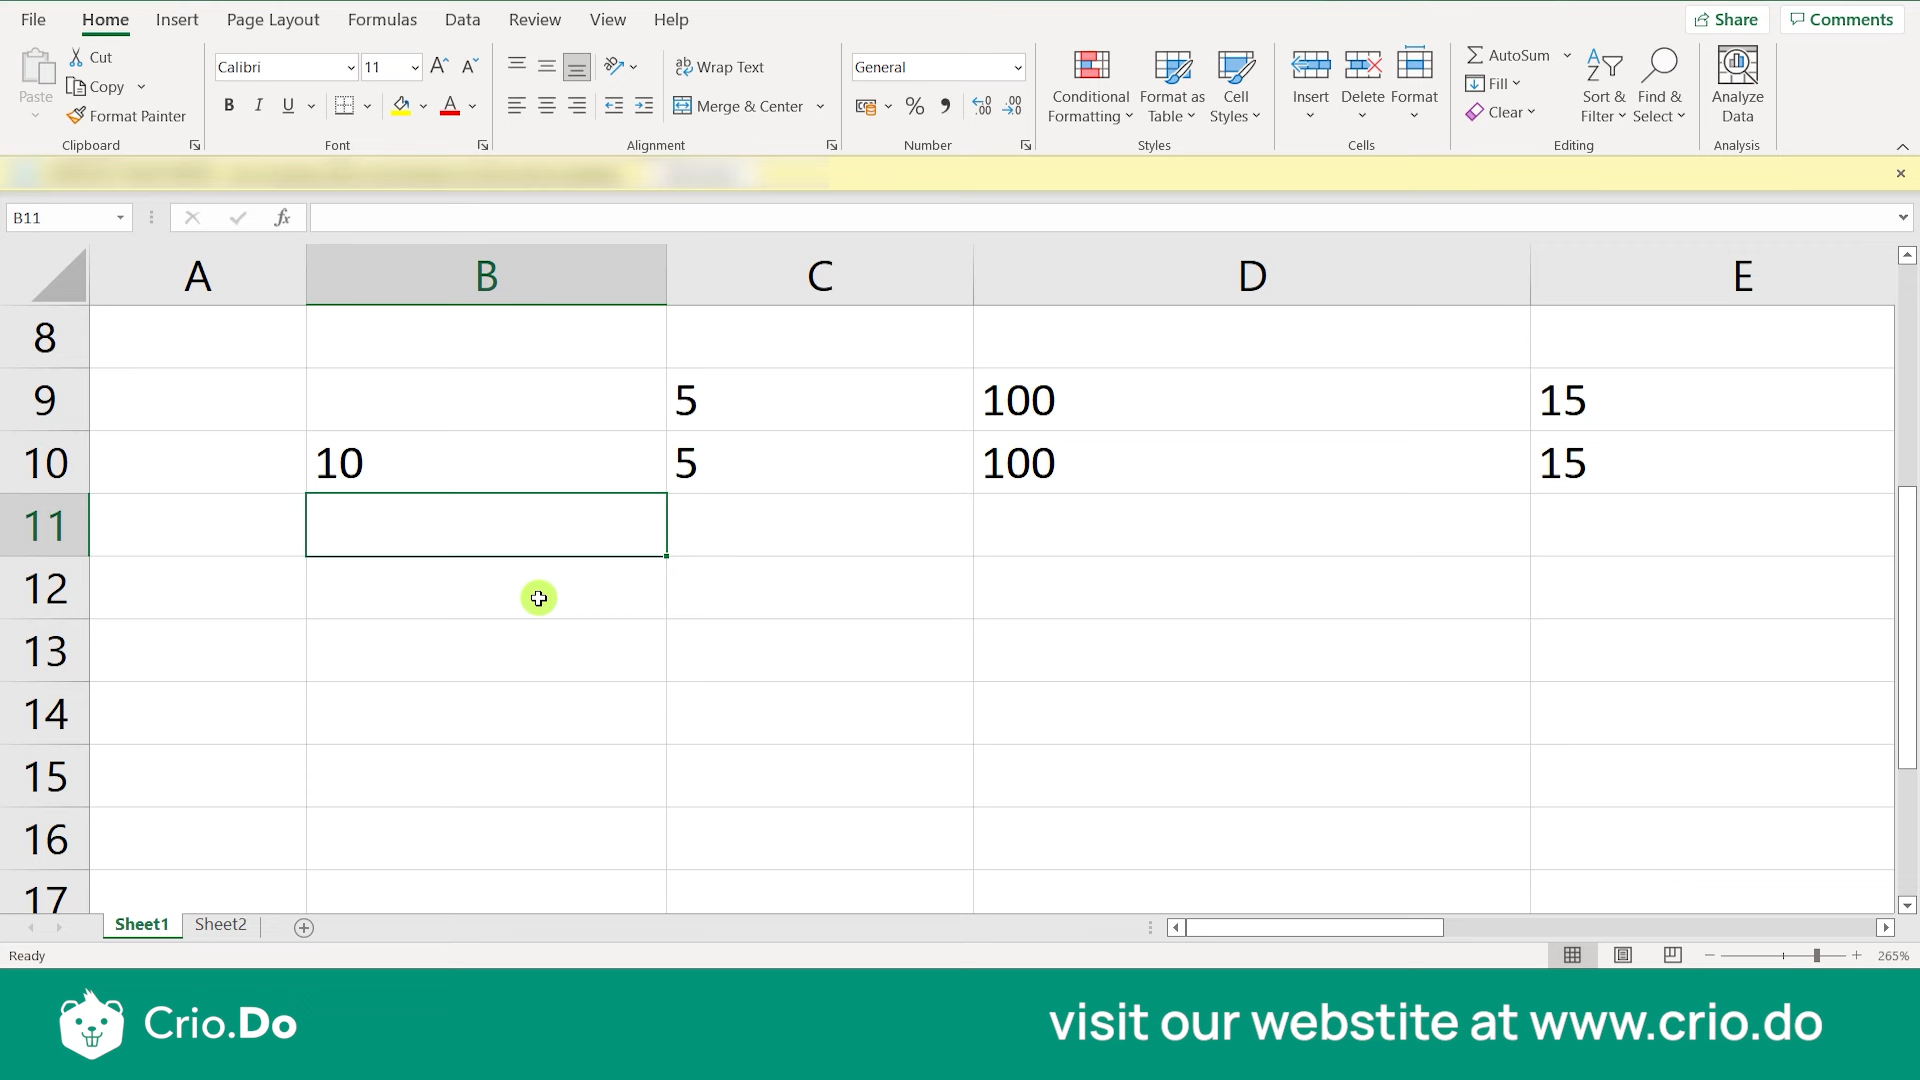 File Home Insert Page Layout Formulas Data Review View Help Share Comments
Paste Cut Copy Format Painter Clipboard
Calibri 11 B I U A Font
ab Wrap Text Merge & Center Alignment
General % Number
Conditional Formatting Format as Table Cell Styles Styles
Insert Delete Format Cells
AutoSum Fill Clear Sort & Filter Find & Select Editing
Analyze Data Analysis
B11 fx
A B C D E
8
9 5 100 15
10 10 5 100 15
11
12
13
14
15
16
17
Sheet1 Sheet2
Ready 265%
Crio.Do visit our webstite at www.crio.do